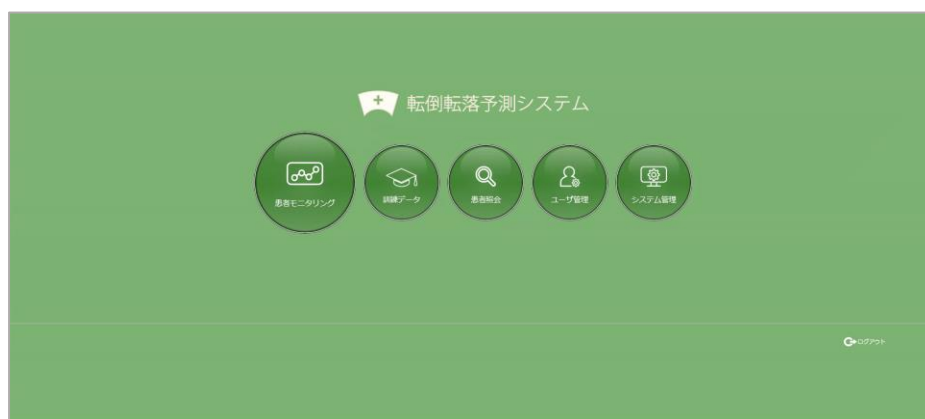 転倒転落予測システム
患者モニタリング
訓練データ
患者照会
ユーザ管理
システム管理
ログアウト